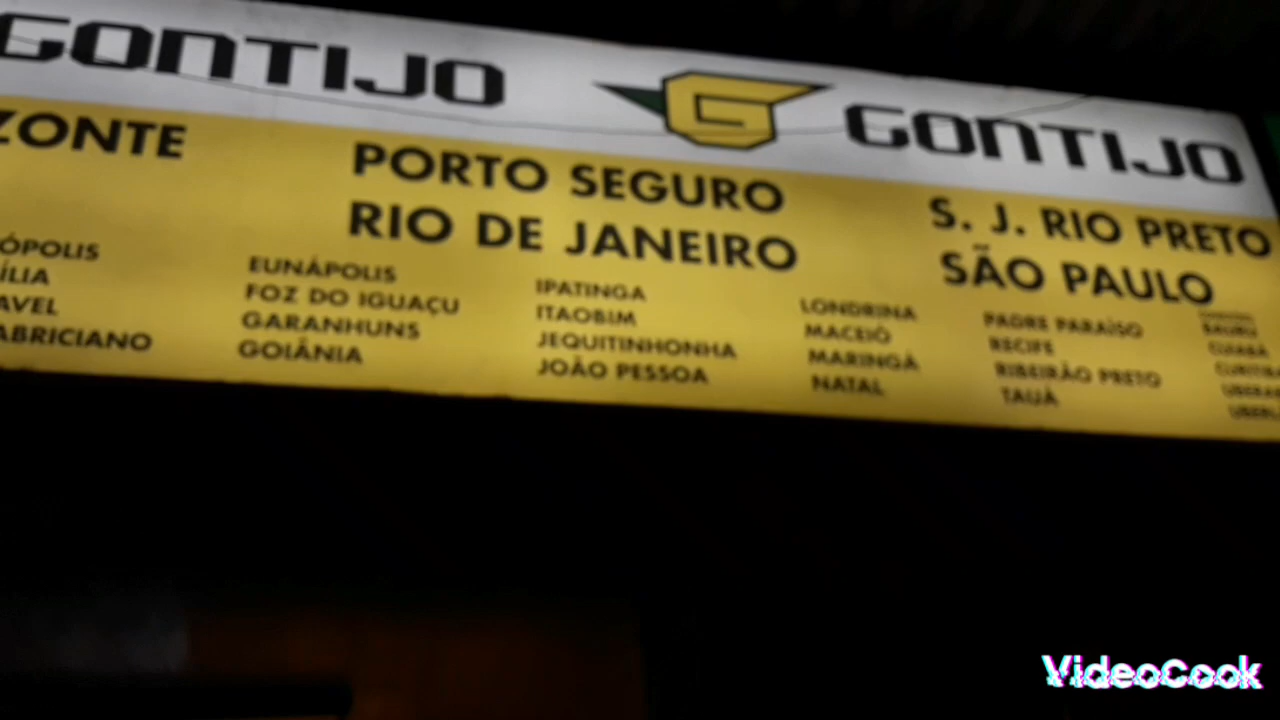 GONTIJO G GONTIJO
ZONTE
PORTO SEGURO
RIO DE JANEIRO
S. J. RIO PRETO
SÃO PAULO
ÓPOLIS
ÍLIA
AVEL
ABRICIANO
EUNÁPOLIS
FOZ DO IGUAÇU
GARANHUNS
GOIÂNIA
IPATINGA
ITAOBIM
JEQUITINHONHA
JOÃO PESSOA
LONDRINA
MACEIÓ
MARINGÁ
NATAL
PADRE PARAÍSO
RECIFE
RIBEIRÃO PRETO
TAUÁ
BAURU
CUIABÁ
VideoCook